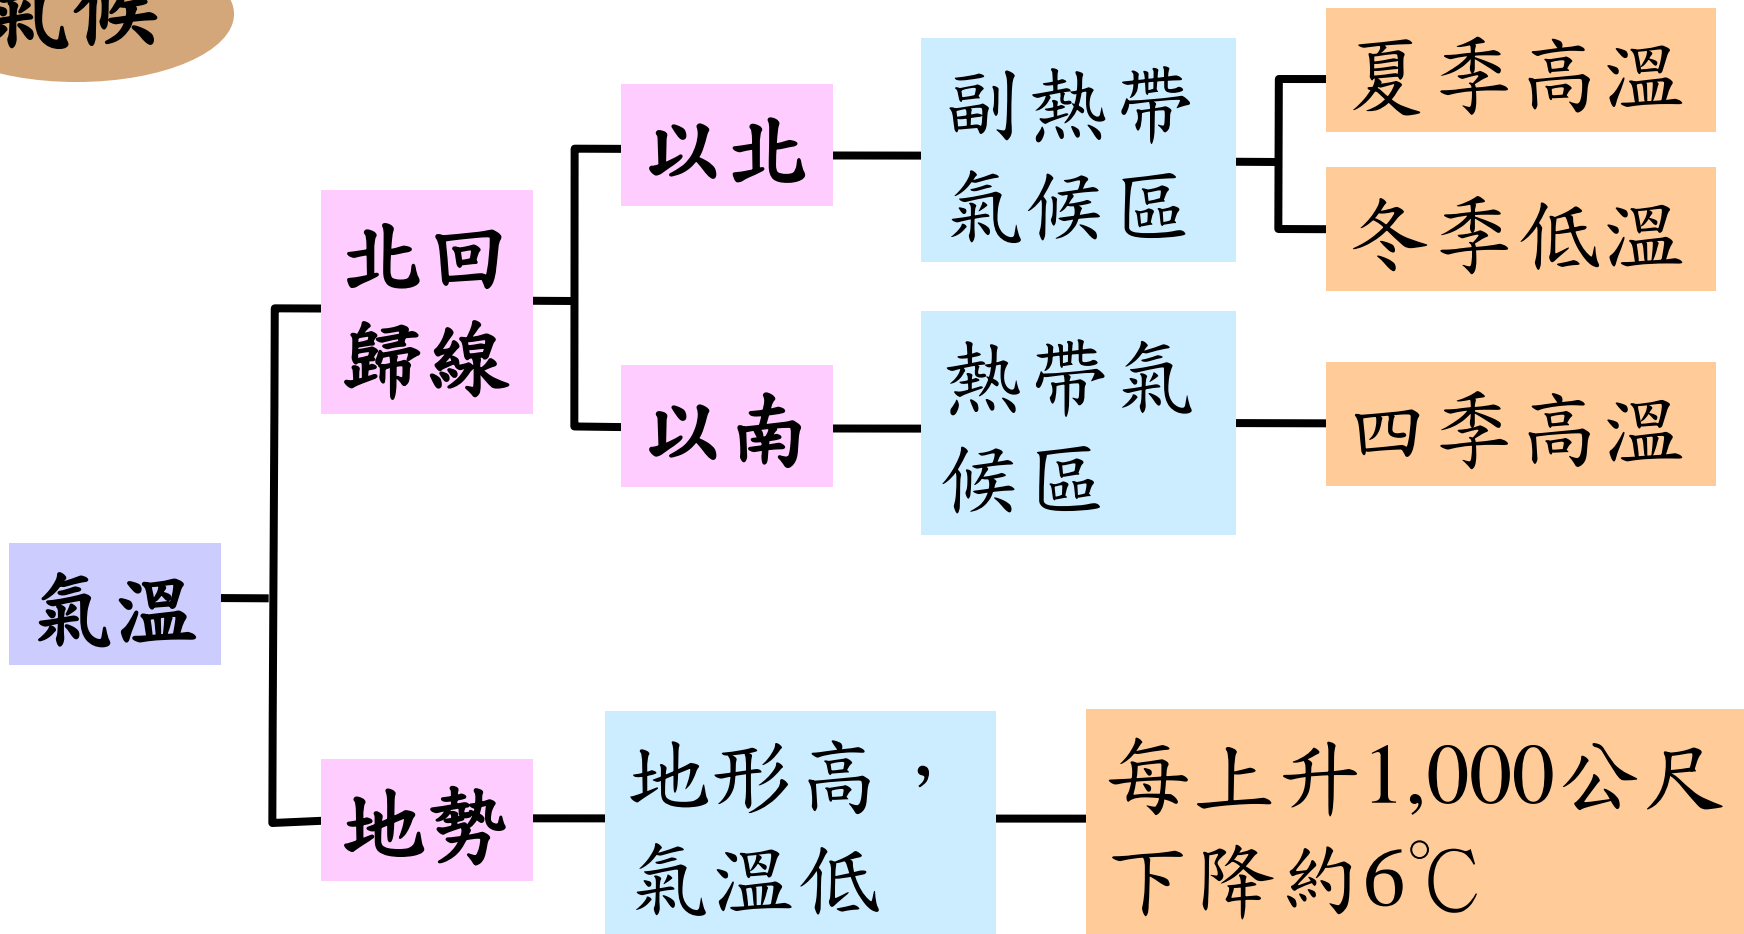 氣候
夏季高溫
副熱帶
氣候區
以北
冬季低溫
北回
歸線
熱帶氣
候區
以南
四季高溫
氣溫
地勢
地形高，
氣溫低
每上升1,000公尺
下降約6℃